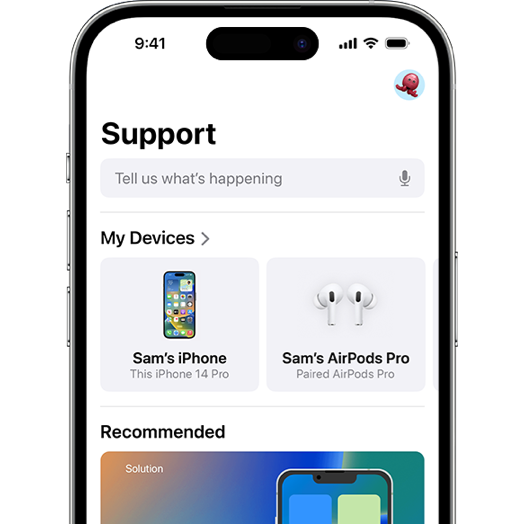 9:41
Support
Tell us what's happening
My Devices
Sam's iPhone
This iPhone 14 Pro
Sam's AirPods Pro
Paired AirPods Pro
Recommended
Solution